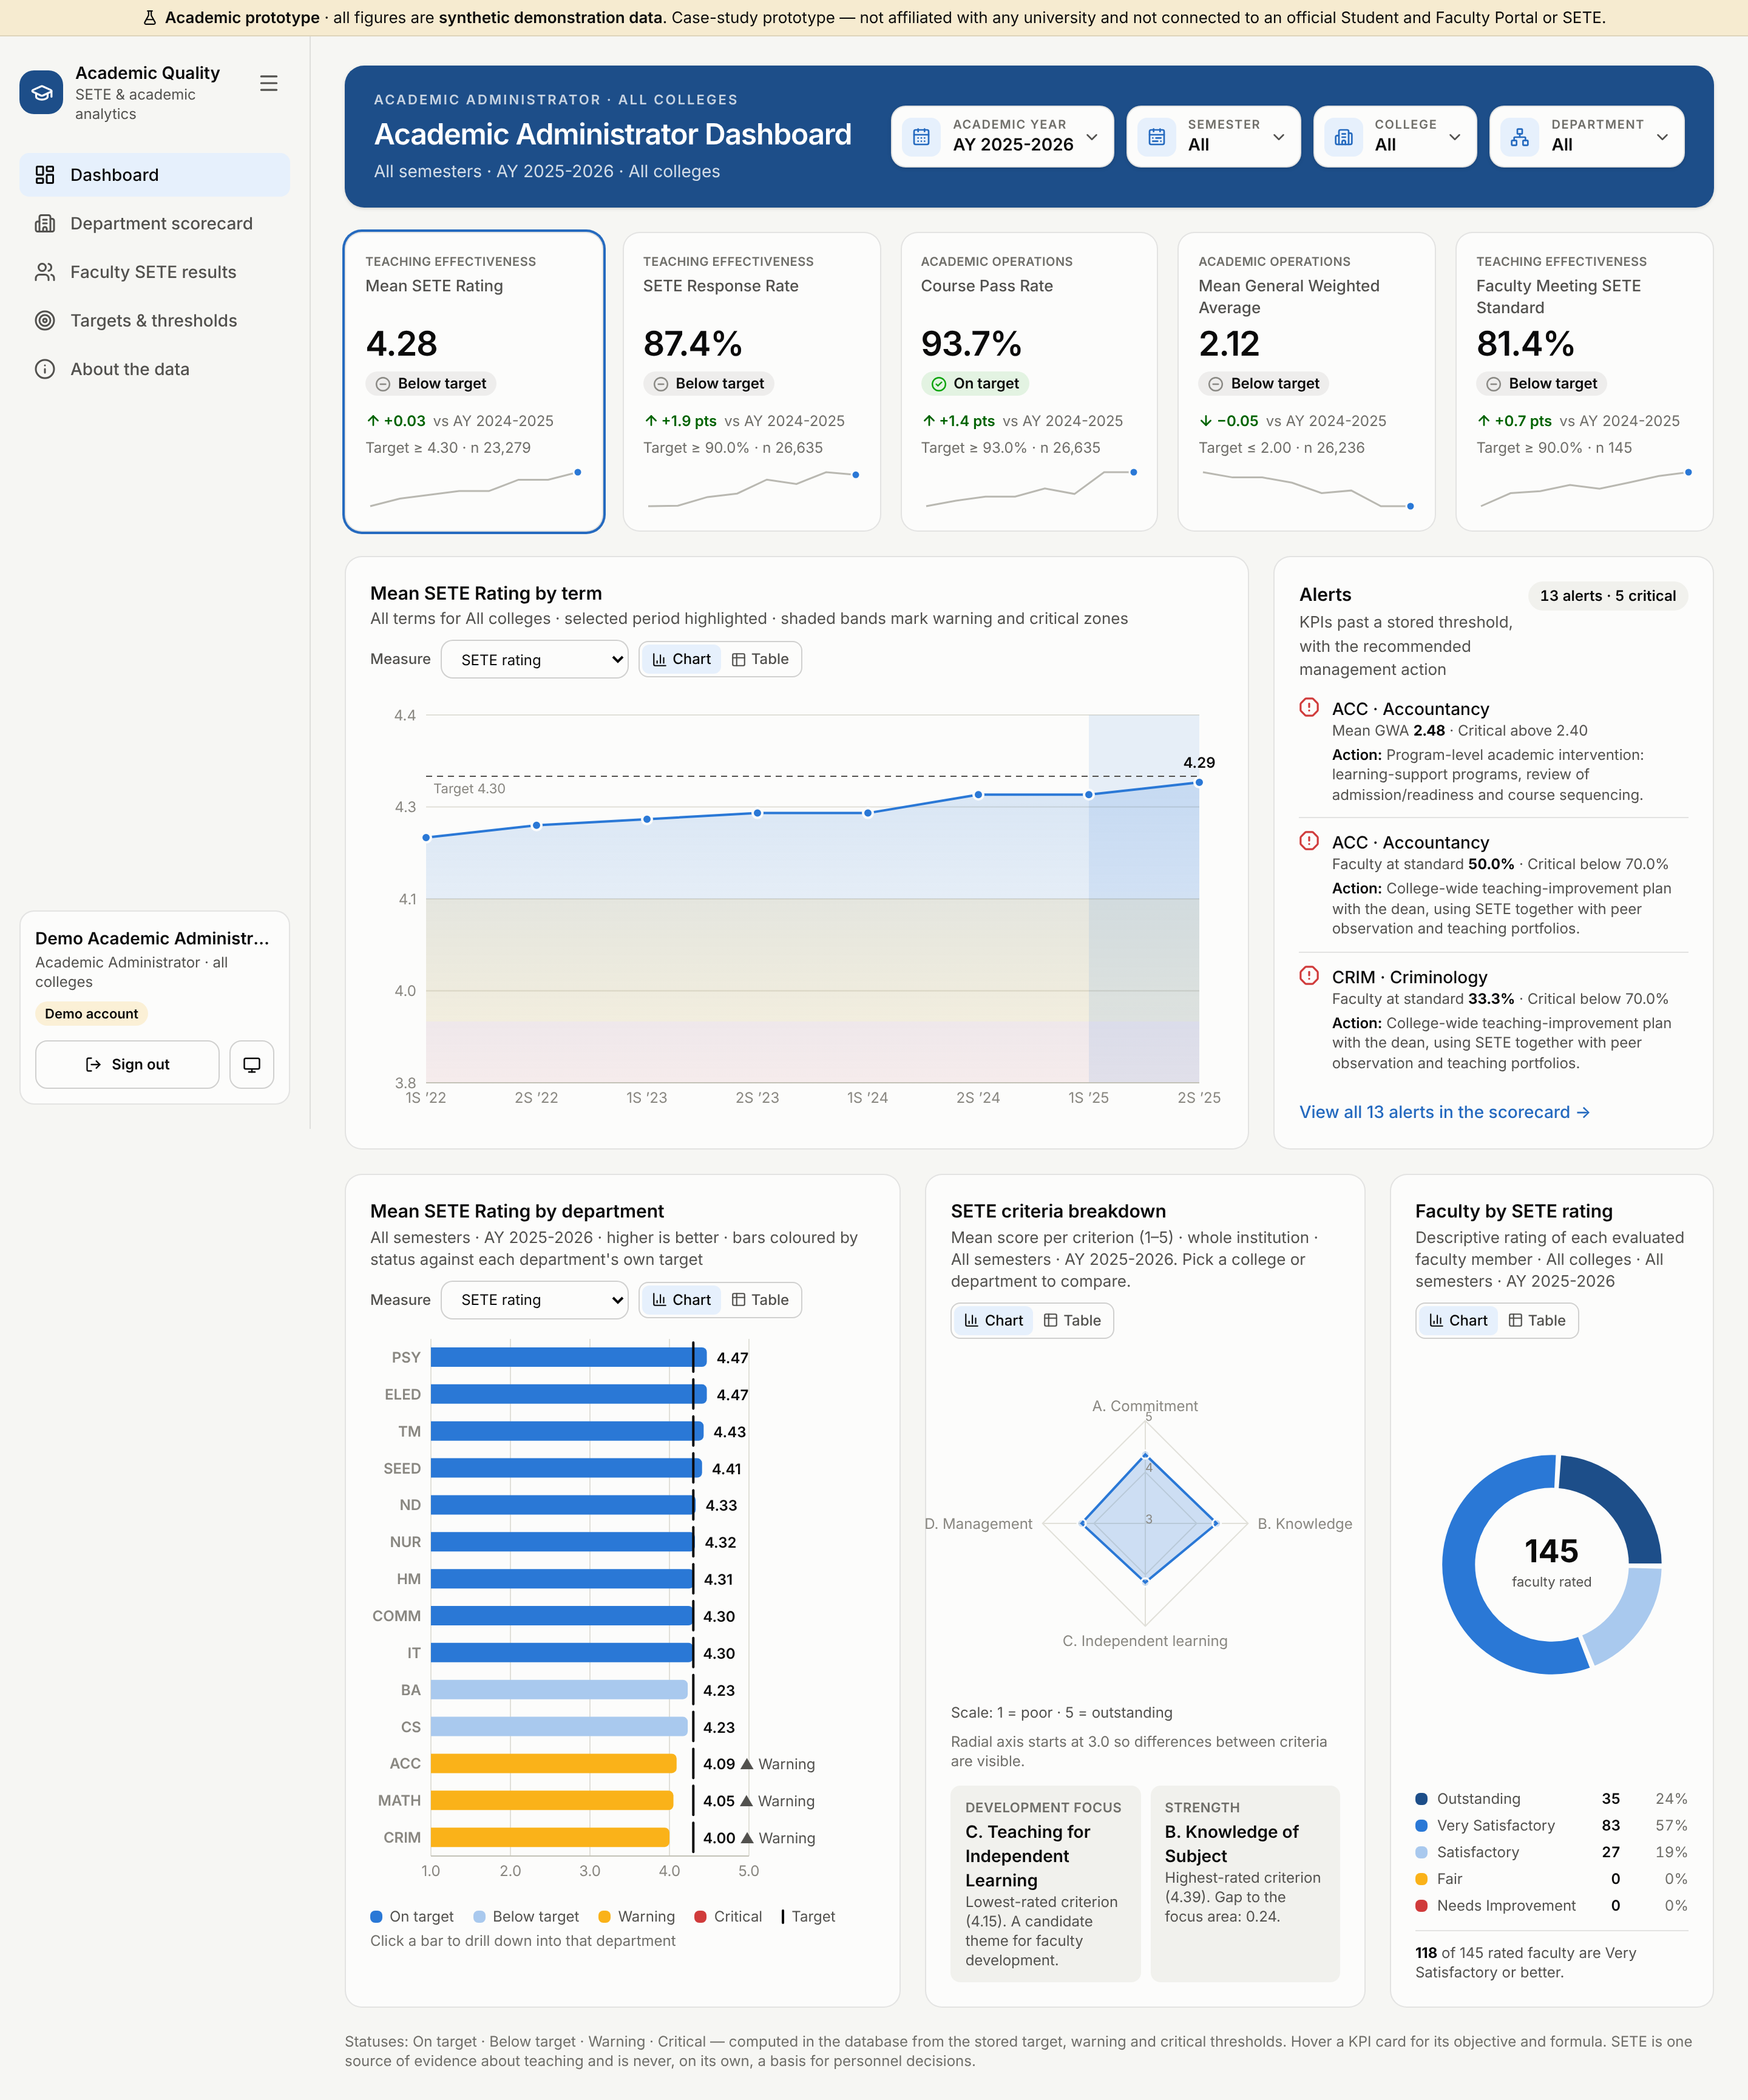 Academic prototype · all figures are synthetic demonstration data. Case-study prototype — not affiliated with any university and not connected to an official Student and Faculty Portal or SETE.
Academic Quality
SETE & academic
analytics
Dashboard
Department scorecard
Faculty SETE results
Targets & thresholds
About the data
Demo Academic Administr...
Academic Administrator · all
colleges
Demo account
Sign out
ACADEMIC ADMINISTRATOR · ALL COLLEGES
Academic Administrator Dashboard
All semesters · AY 2025-2026 · All colleges
ACADEMIC YEAR
AY 2025-2026
SEMESTER
All
COLLEGE
All
DEPARTMENT
All
TEACHING EFFECTIVENESS
Mean SETE Rating
4.28
Below target
↑ +0.03 vs AY 2024-2025
Target ≥ 4.30 · n 23,279
TEACHING EFFECTIVENESS
SETE Response Rate
87.4%
Below target
↑ +1.9 pts vs AY 2024-2025
Target ≥ 90.0% · n 26,635
ACADEMIC OPERATIONS
Course Pass Rate
93.7%
On target
↑ +1.4 pts vs AY 2024-2025
Target ≥ 93.0% · n 26,635
ACADEMIC OPERATIONS
Mean General Weighted
Average
2.12
Below target
↓ −0.05 vs AY 2024-2025
Target ≤ 2.00 · n 26,236
TEACHING EFFECTIVENESS
Faculty Meeting SETE
Standard
81.4%
Below target
↑ +0.7 pts vs AY 2024-2025
Target ≥ 90.0% · n 145
Mean SETE Rating by term
All terms for All colleges · selected period highlighted · shaded bands mark warning and critical zones
Measure SETE rating Chart Table
4.4
4.29
Target 4.30
4.3
4.1
4.0
3.8
1S ’22 2S ’22 1S ’23 2S ’23 1S ’24 2S ’24 1S ’25 2S ’25
Alerts
13 alerts · 5 critical
KPIs past a stored threshold,
with the recommended
management action
ACC · Accountancy
Mean GWA 2.48 · Critical above 2.40
Action: Program-level academic intervention:
learning-support programs, review of
admission/readiness and course sequencing.
ACC · Accountancy
Faculty at standard 50.0% · Critical below 70.0%
Action: College-wide teaching-improvement plan
with the dean, using SETE together with peer
observation and teaching portfolios.
CRIM · Criminology
Faculty at standard 33.3% · Critical below 70.0%
Action: College-wide teaching-improvement plan
with the dean, using SETE together with peer
observation and teaching portfolios.
View all 13 alerts in the scorecard →
Mean SETE Rating by department
All semesters · AY 2025-2026 · higher is better · bars coloured by
status against each department's own target
Measure SETE rating Chart Table
PSY 4.47
ELED 4.47
TM 4.43
SEED 4.41
ND 4.33
NUR 4.32
HM 4.31
COMM 4.30
IT 4.30
BA 4.23
CS 4.23
ACC 4.09 ▲ Warning
MATH 4.05 ▲ Warning
CRIM 4.00 ▲ Warning
1.0 2.0 3.0 4.0 5.0
On target Below target Warning Critical Target
Click a bar to drill down into that department
SETE criteria breakdown
Mean score per criterion (1–5) · whole institution ·
All semesters · AY 2025-2026. Pick a college or
department to compare.
Chart Table
A. Commitment
5
4
3
D. Management
B. Knowledge
C. Independent learning
Scale: 1 = poor · 5 = outstanding
Radial axis starts at 3.0 so differences between criteria
are visible.
DEVELOPMENT FOCUS
C. Teaching for
Independent
Learning
Lowest-rated criterion
(4.15). A candidate
theme for faculty
development.
STRENGTH
B. Knowledge of
Subject
Highest-rated criterion
(4.39). Gap to the
focus area: 0.24.
Faculty by SETE rating
Descriptive rating of each evaluated
faculty member · All colleges · All
semesters · AY 2025-2026
Chart Table
145
faculty rated
Outstanding 35 24%
Very Satisfactory 83 57%
Satisfactory 27 19%
Fair 0 0%
Needs Improvement 0 0%
118 of 145 rated faculty are Very
Satisfactory or better.
Statuses: On target · Below target · Warning · Critical — computed in the database from the stored target, warning and critical thresholds. Hover a KPI card for its objective and formula. SETE is one
source of evidence about teaching and is never, on its own, a basis for personnel decisions.